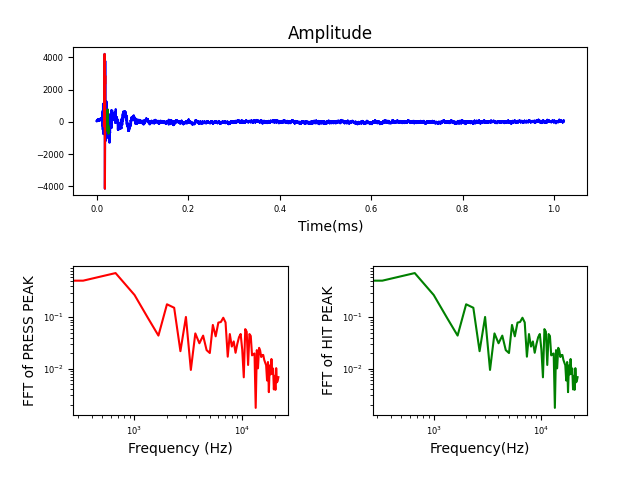 Amplitude
4000
2000
0
−2000
−4000
0.0 0.2 0.4 0.6 0.8 1.0
Time(ms)
FFT of PRESS PEAK
10⁻¹
10⁻²
10³ 10⁴
Frequency (Hz)
FFT of HIT PEAK
10⁻¹
10⁻²
10³ 10⁴
Frequency(Hz)